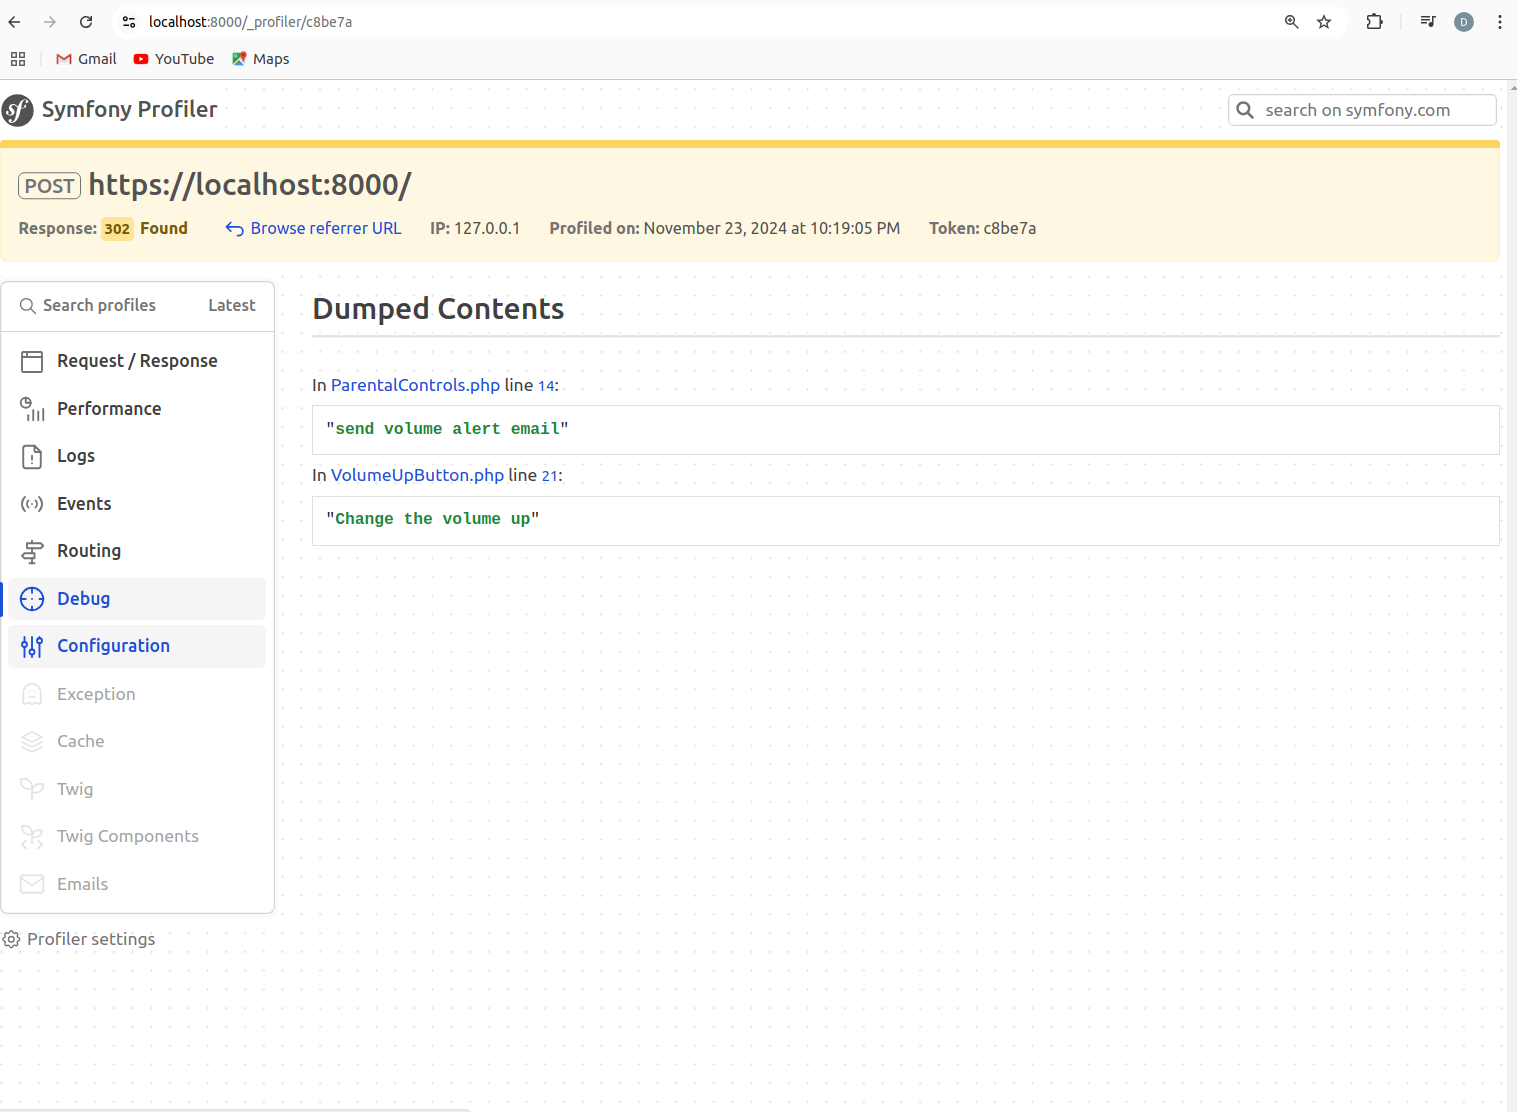 localhost:8000/_profiler/c8be7a
D
Gmail YouTube Maps
sf Symfony Profiler
search on symfony.com
POST https://localhost:8000/
Response: 302 Found Browse referrer URL IP: 127.0.0.1 Profiled on: November 23, 2024 at 10:19:05 PM Token: c8be7a
Search profiles Latest
Request / Response
Performance
Logs
Events
Routing
Debug
Configuration
Exception
Cache
Twig
Twig Components
Emails
Profiler settings
Dumped Contents
In ParentalControls.php line 14:
"send volume alert email"
In VolumeUpButton.php line 21:
"Change the volume up"